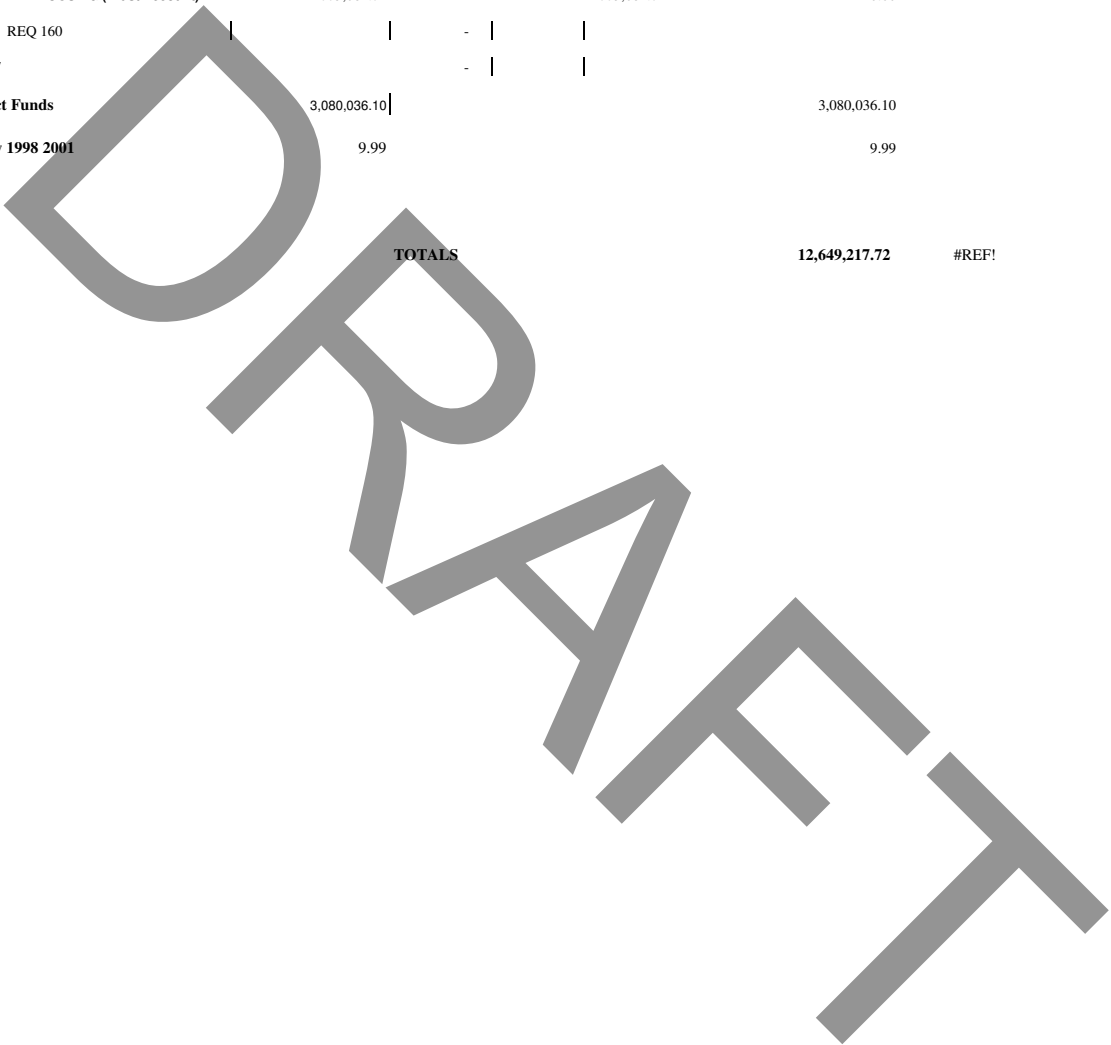 REQ 160 -
-
t Funds 3,080,036.10 3,080,036.10
1998 2001 9.99 9.99
TOTALS 12,649,217.72 #REF!
DRAFT